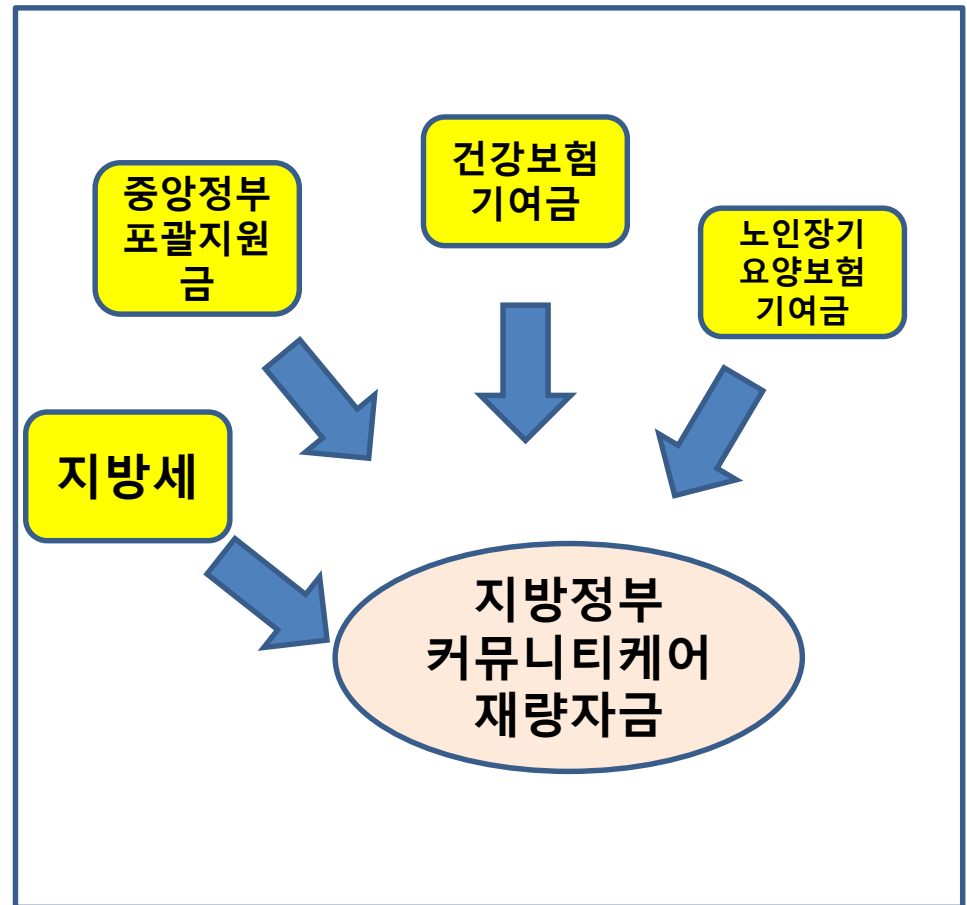 건강보험
기여금
중앙정부
포괄지원
금
노인장기
요양보험
기여금
지방세
지방정부
커뮤니티케어
재량자금